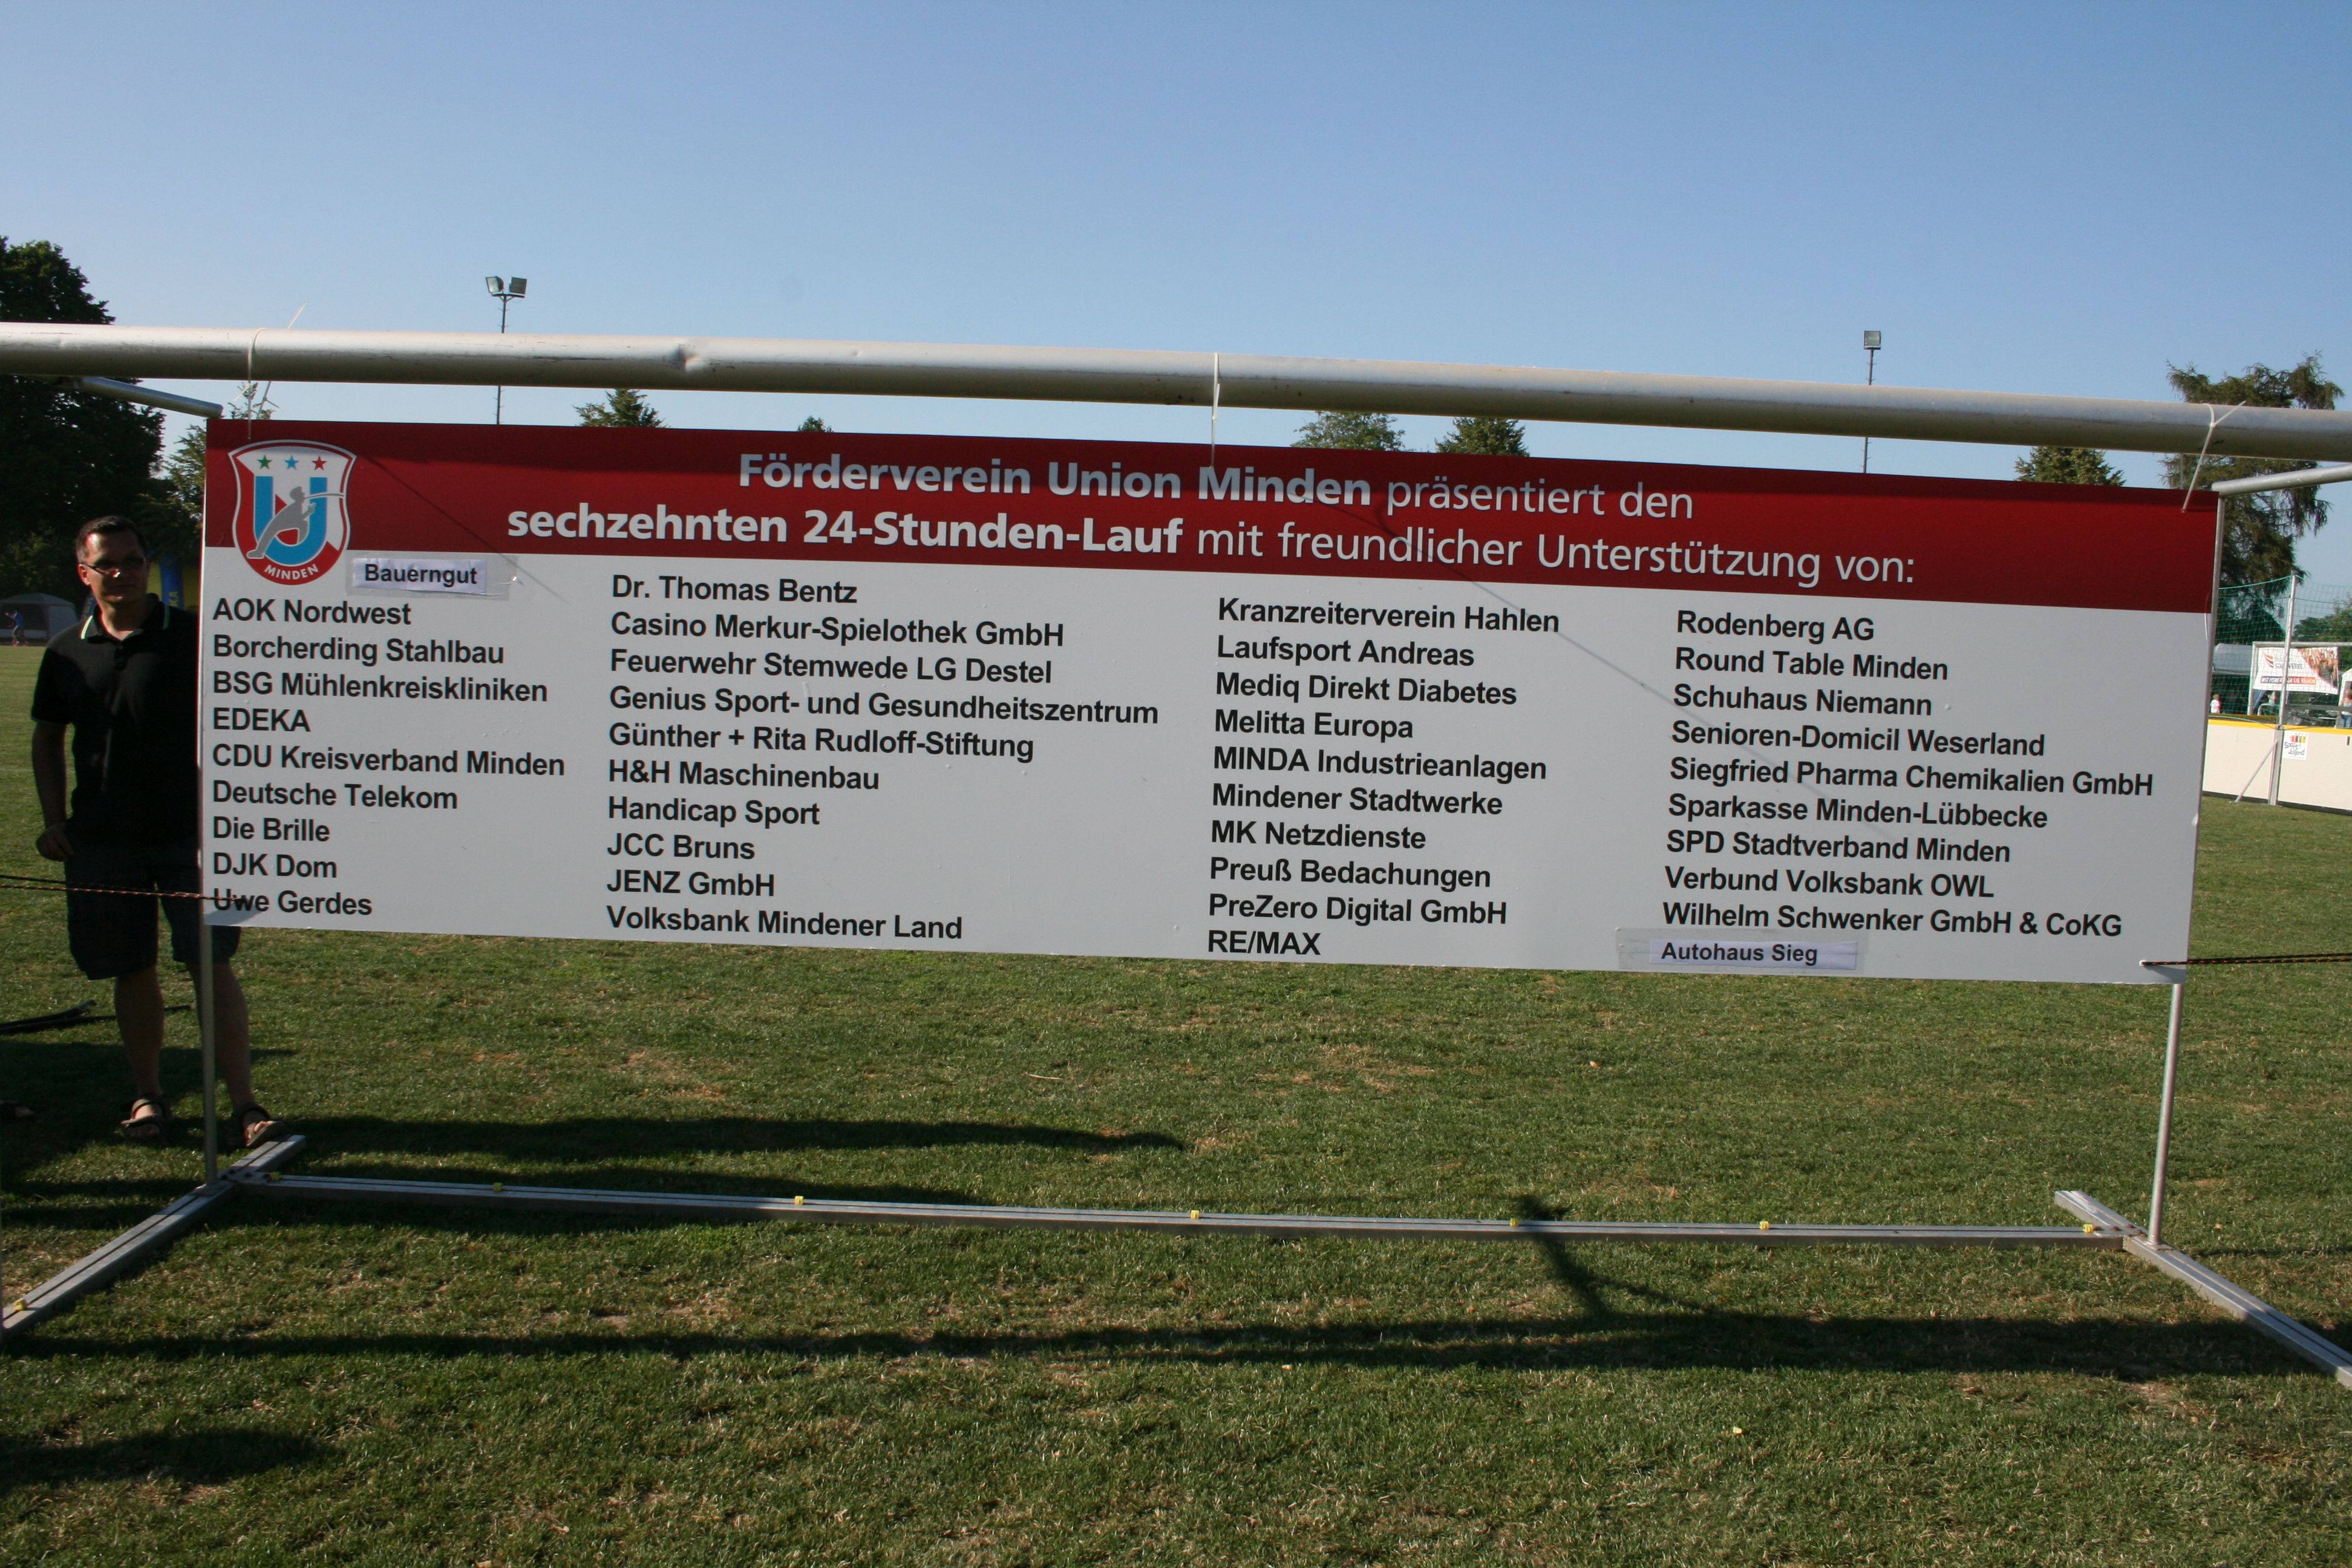 Förderverein Union Minden präsentiert den
sechzehnten 24-Stunden-Lauf mit freundlicher Unterstützung von:
MINDEN
Bauerngut
AOK Nordwest
Borcherding Stahlbau
BSG Mühlenkreiskliniken
EDEKA
CDU Kreisverband Minden
Deutsche Telekom
Die Brille
DJK Dom
Uwe Gerdes
Dr. Thomas Bentz
Casino Merkur-Spielothek GmbH
Feuerwehr Stemwede LG Destel
Genius Sport- und Gesundheitszentrum
Günther + Rita Rudloff-Stiftung
H&H Maschinenbau
Handicap Sport
JCC Bruns
JENZ GmbH
Volksbank Mindener Land
Kranzreiterverein Hahlen
Laufsport Andreas
Mediq Direkt Diabetes
Melitta Europa
MINDA Industrieanlagen
Mindener Stadtwerke
MK Netzdienste
Preuß Bedachungen
PreZero Digital GmbH
RE/MAX
Rodenberg AG
Round Table Minden
Schuhaus Niemann
Senioren-Domicil Weserland
Siegfried Pharma Chemikalien GmbH
Sparkasse Minden-Lübbecke
SPD Stadtverband Minden
Verbund Volksbank OWL
Wilhelm Schwenker GmbH & CoKG
Autohaus Sieg